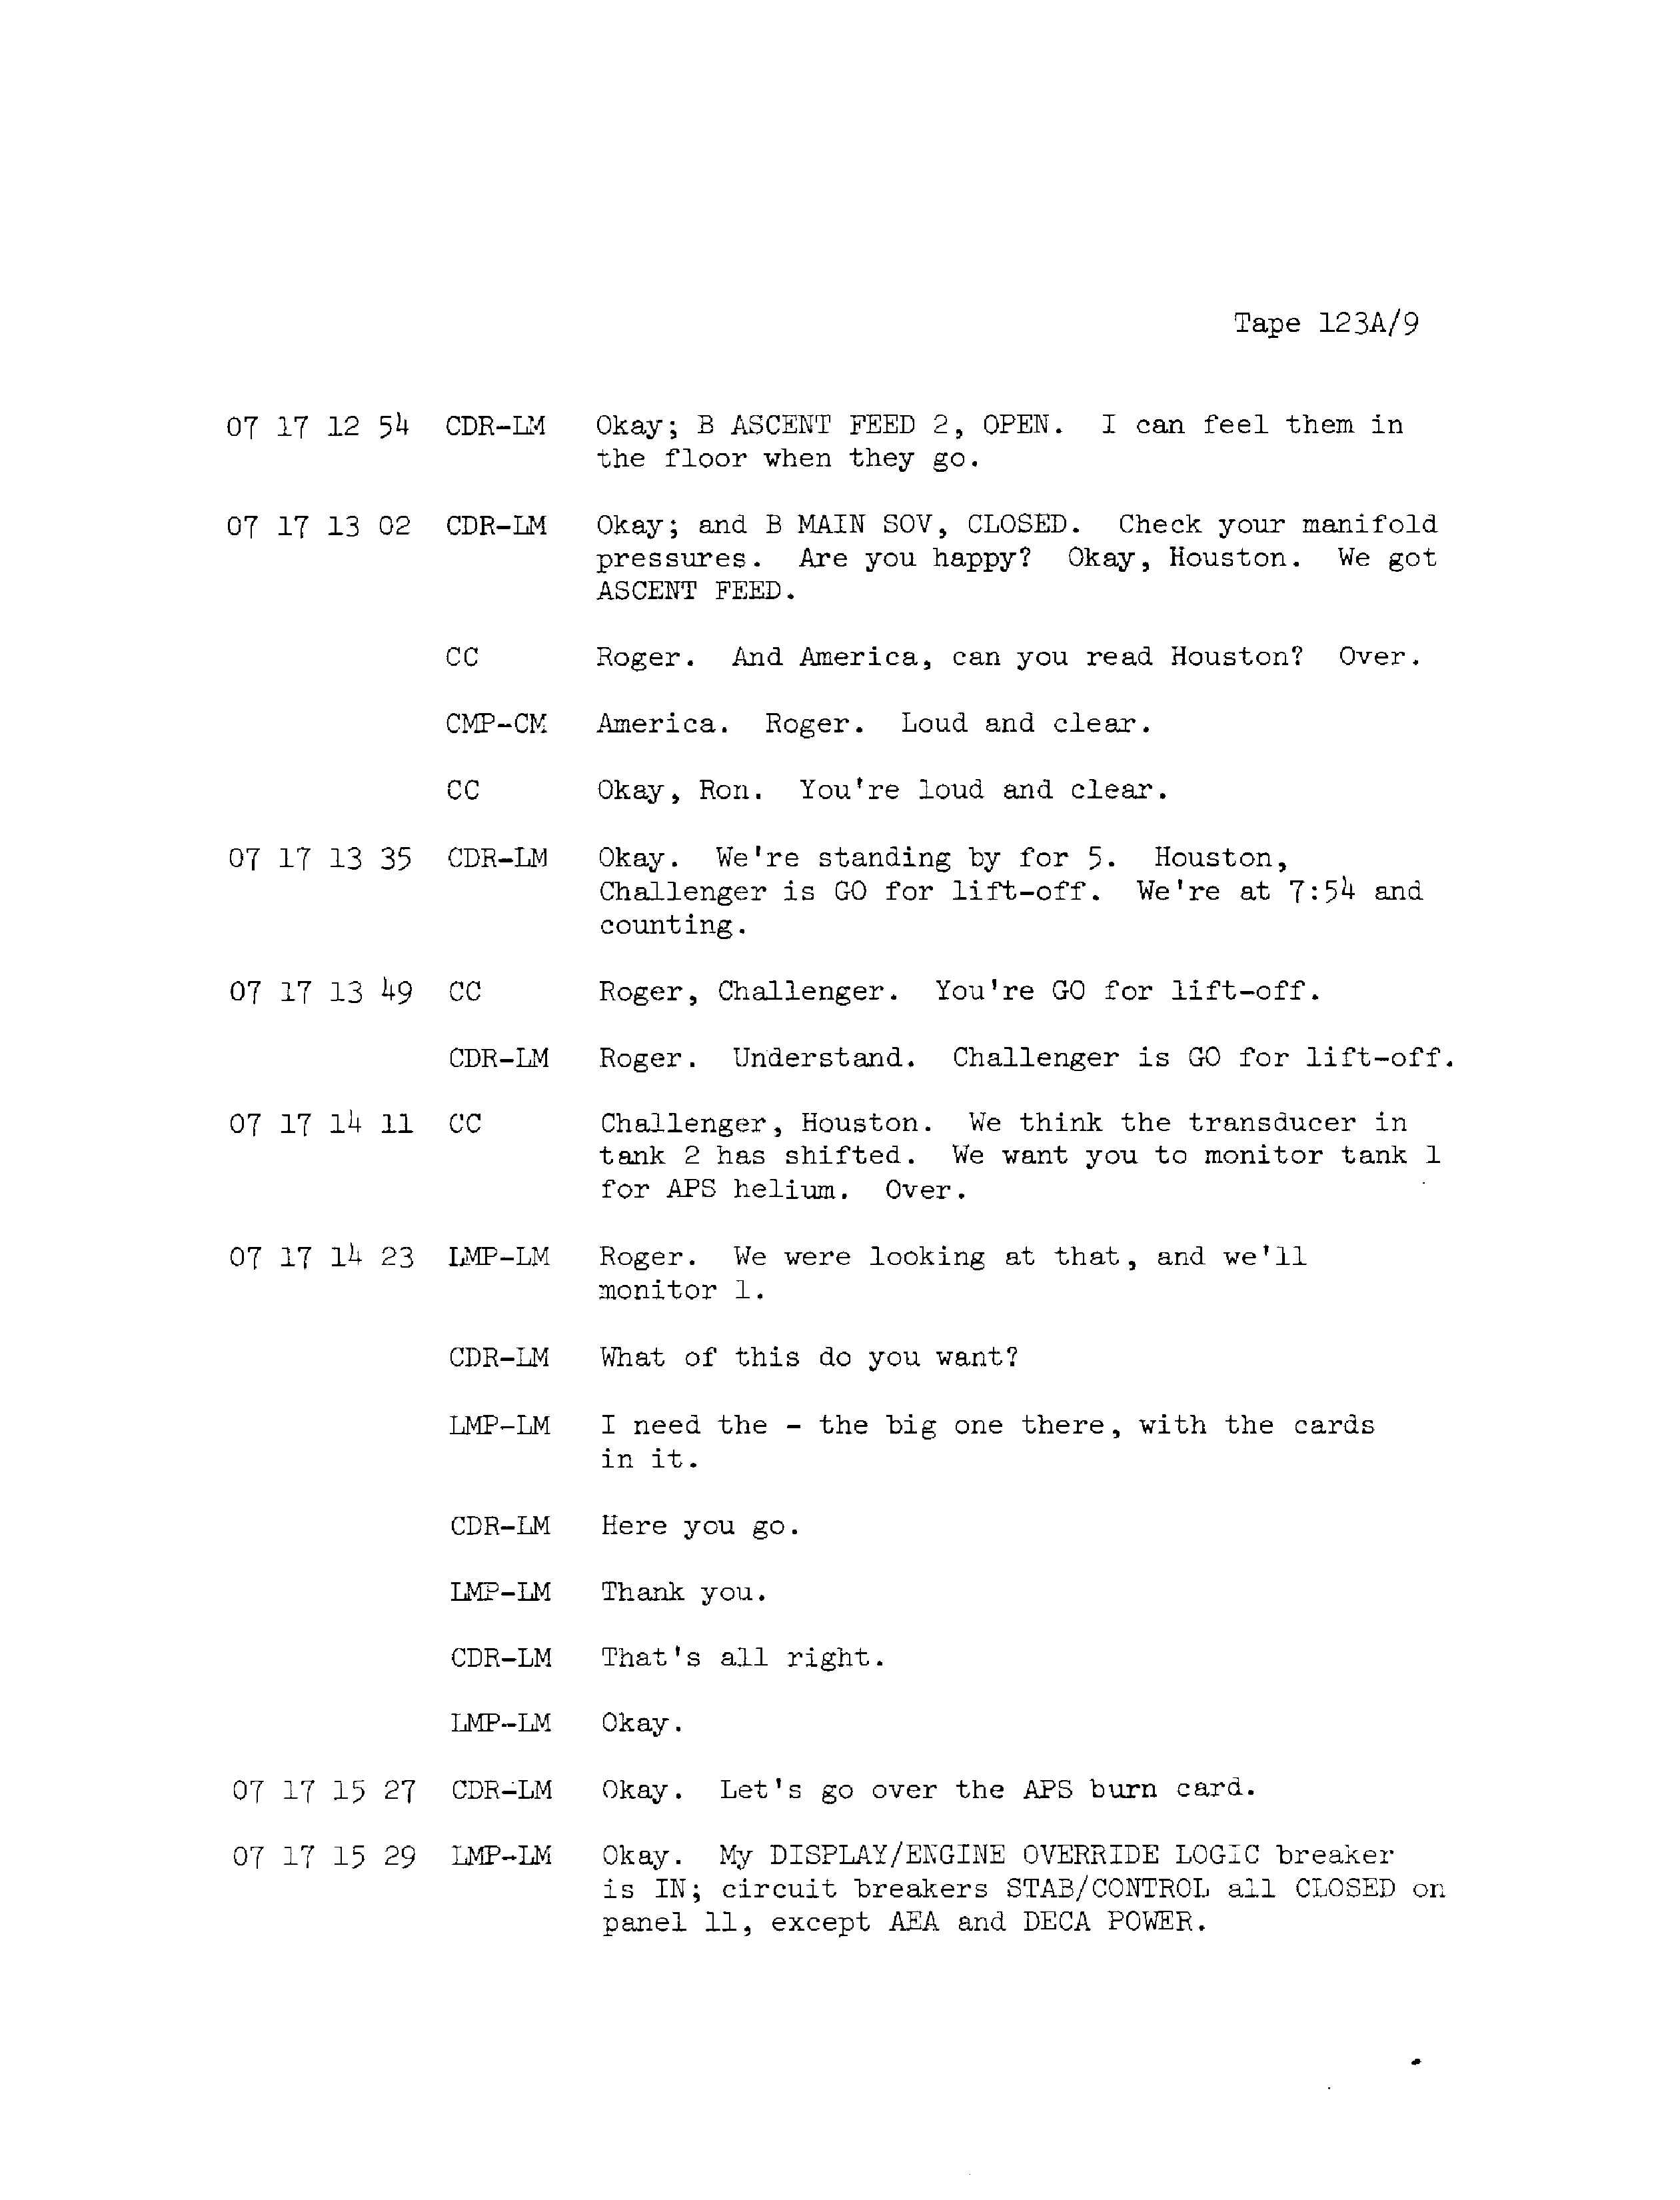 Tape 123A/9
07 17 12 54 CDR-LM Okay; B ASCENT FEED 2, OPEN. I can feel them in
the floor when they go.
07 17 13 02 CDR-LM Okay; and B MAIN SOV, CLOSED. Check your manifold
pressures. Are you happy? Okay, Houston. We got
ASCENT FEED.
CC Roger. And America, can you read Houston? Over.
CMP-CM America. Roger. Loud and clear.
CC Okay, Ron. You're loud and clear.
07 17 13 35 CDR-LM Okay. We're standing by for 5. Houston,
Challenger is GO for lift-off. We're at 7:54 and
counting.
07 17 13 49 CC Roger, Challenger. You're GO for lift-off.
CDR-LM Roger. Understand. Challenger is GO for lift-off.
07 17 14 11 CC Challenger, Houston. We think the transducer in
tank 2 has shifted. We want you to monitor tank 1
for APS helium. Over.
07 17 14 23 LMP-LM Roger. We were looking at that, and we'll
monitor 1.
CDR-LM What of this do you want?
LMP-LM I need the - the big one there, with the cards
in it.
CDR-LM Here you go.
LMP-LM Thank you.
CDR-LM That's all right.
LMP-LM Okay.
07 17 15 27 CDR-LM Okay. Let's go over the APS burn card.
07 17 15 29 LMP-LM Okay. My DISPLAY/ENGINE OVERRIDE LOGIC breaker
is IN; circuit breakers STAB/CONTROL all CLOSED on
panel 11, except AEA and DECA POWER.